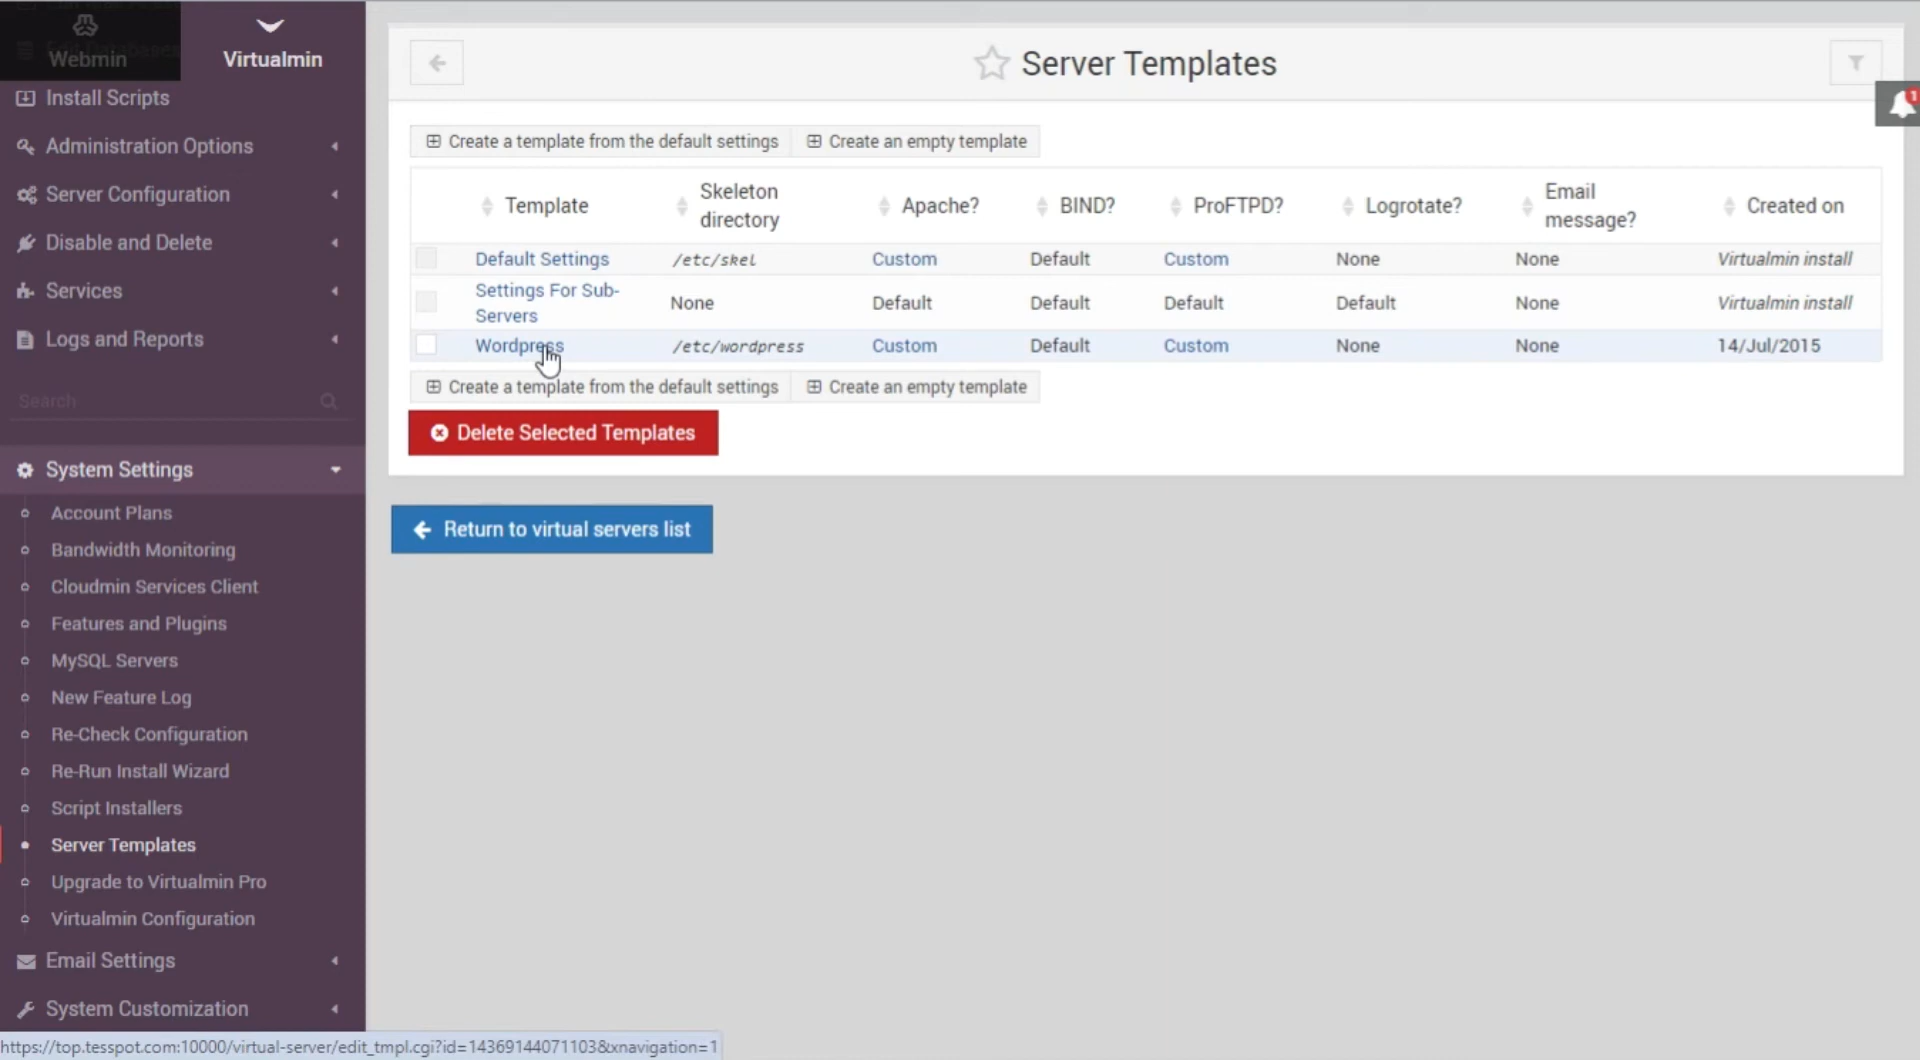 Webmin
Virtualmin
Install Scripts
Administration Options
Server Configuration
Disable and Delete
Services
Logs and Reports
Search
System Settings
Account Plans
Bandwidth Monitoring
Cloudmin Services Client
Features and Plugins
MySQL Servers
New Feature Log
Re-Check Configuration
Re-Run Install Wizard
Script Installers
Server Templates
Upgrade to Virtualmin Pro
Virtualmin Configuration
Email Settings
System Customization
Server Templates
1
Create a template from the default settings Create an empty template
Template Skeleton directory Apache? BIND? ProFTPD? Logrotate? Email message? Created on
Default Settings /etc/skel Custom Default Custom None None Virtualmin install
Settings For Sub-Servers None Default Default Default Default None Virtualmin install
Wordpress /etc/wordpress Custom Default Custom None None 14/Jul/2015
Create a template from the default settings Create an empty template
Delete Selected Templates
Return to virtual servers list
https://top.tesspot.com:10000/virtual-server/edit_tmpl.cgi?id=143691440711038&xnavigation=1